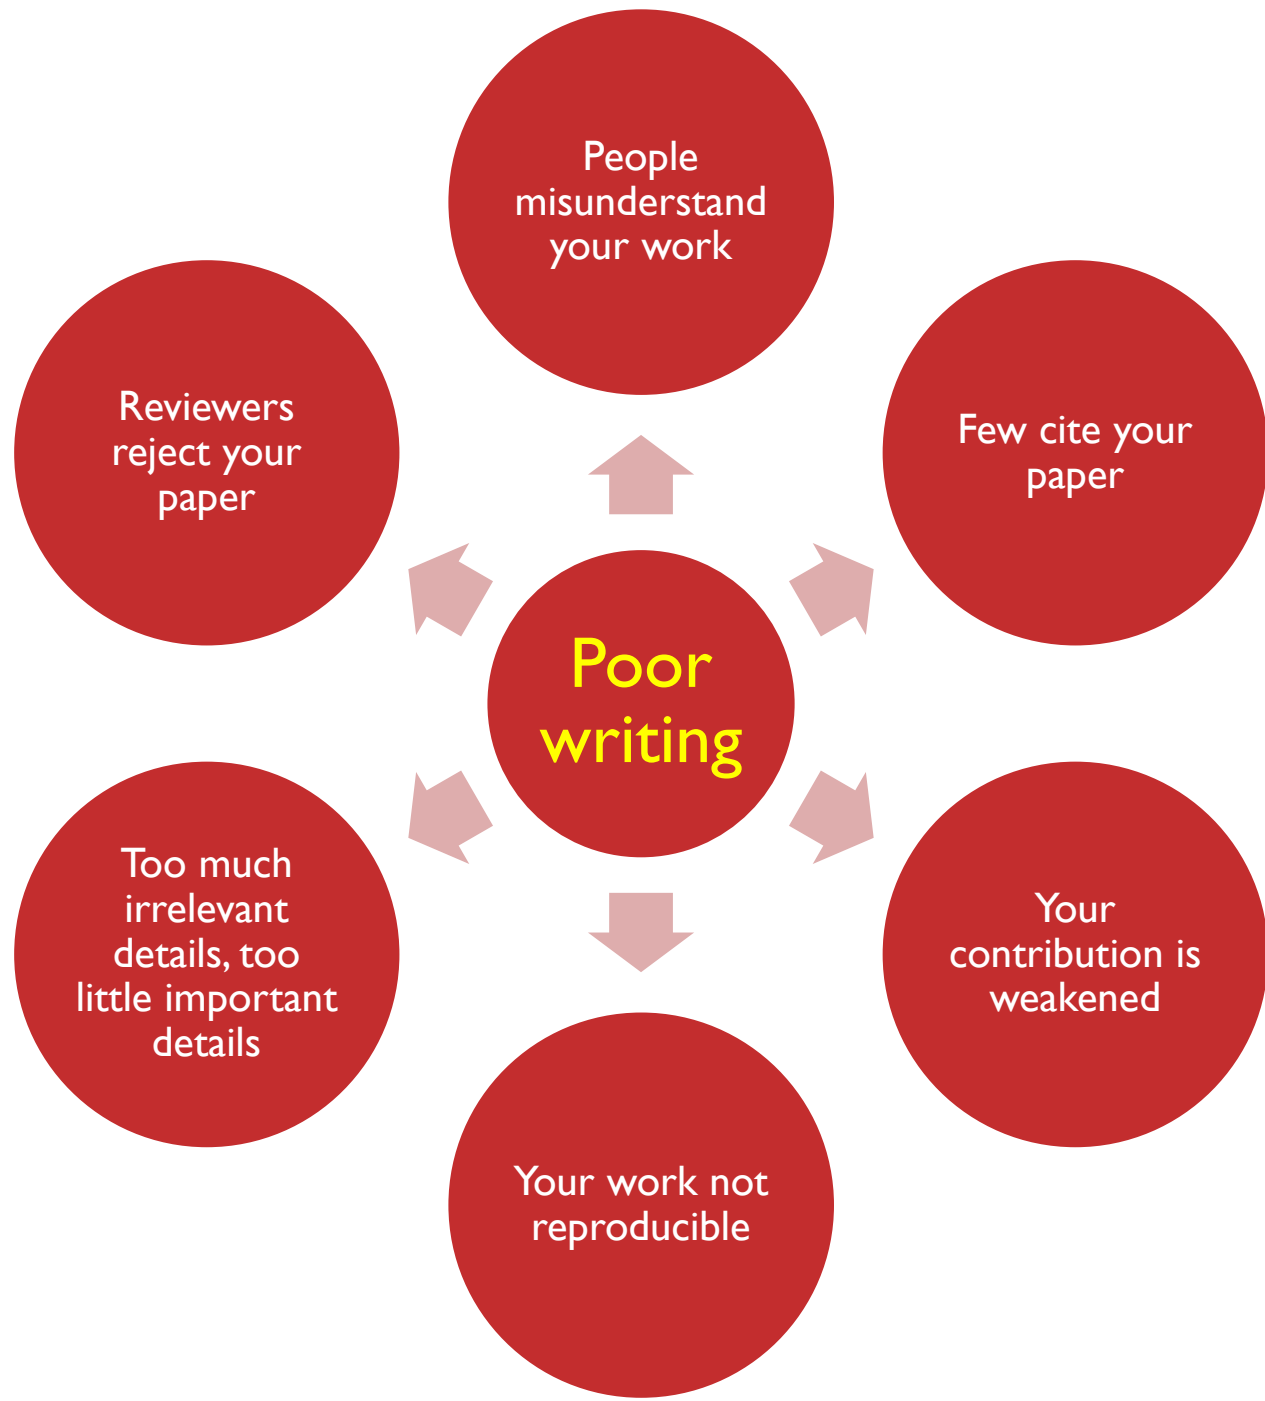 People
misunderstand
your work
Few cite your
paper
Your
contribution is
weakened
Your work not
reproducible
Too much
irrelevant
details, too
little important
details
Reviewers
reject your
paper
Poor
writing